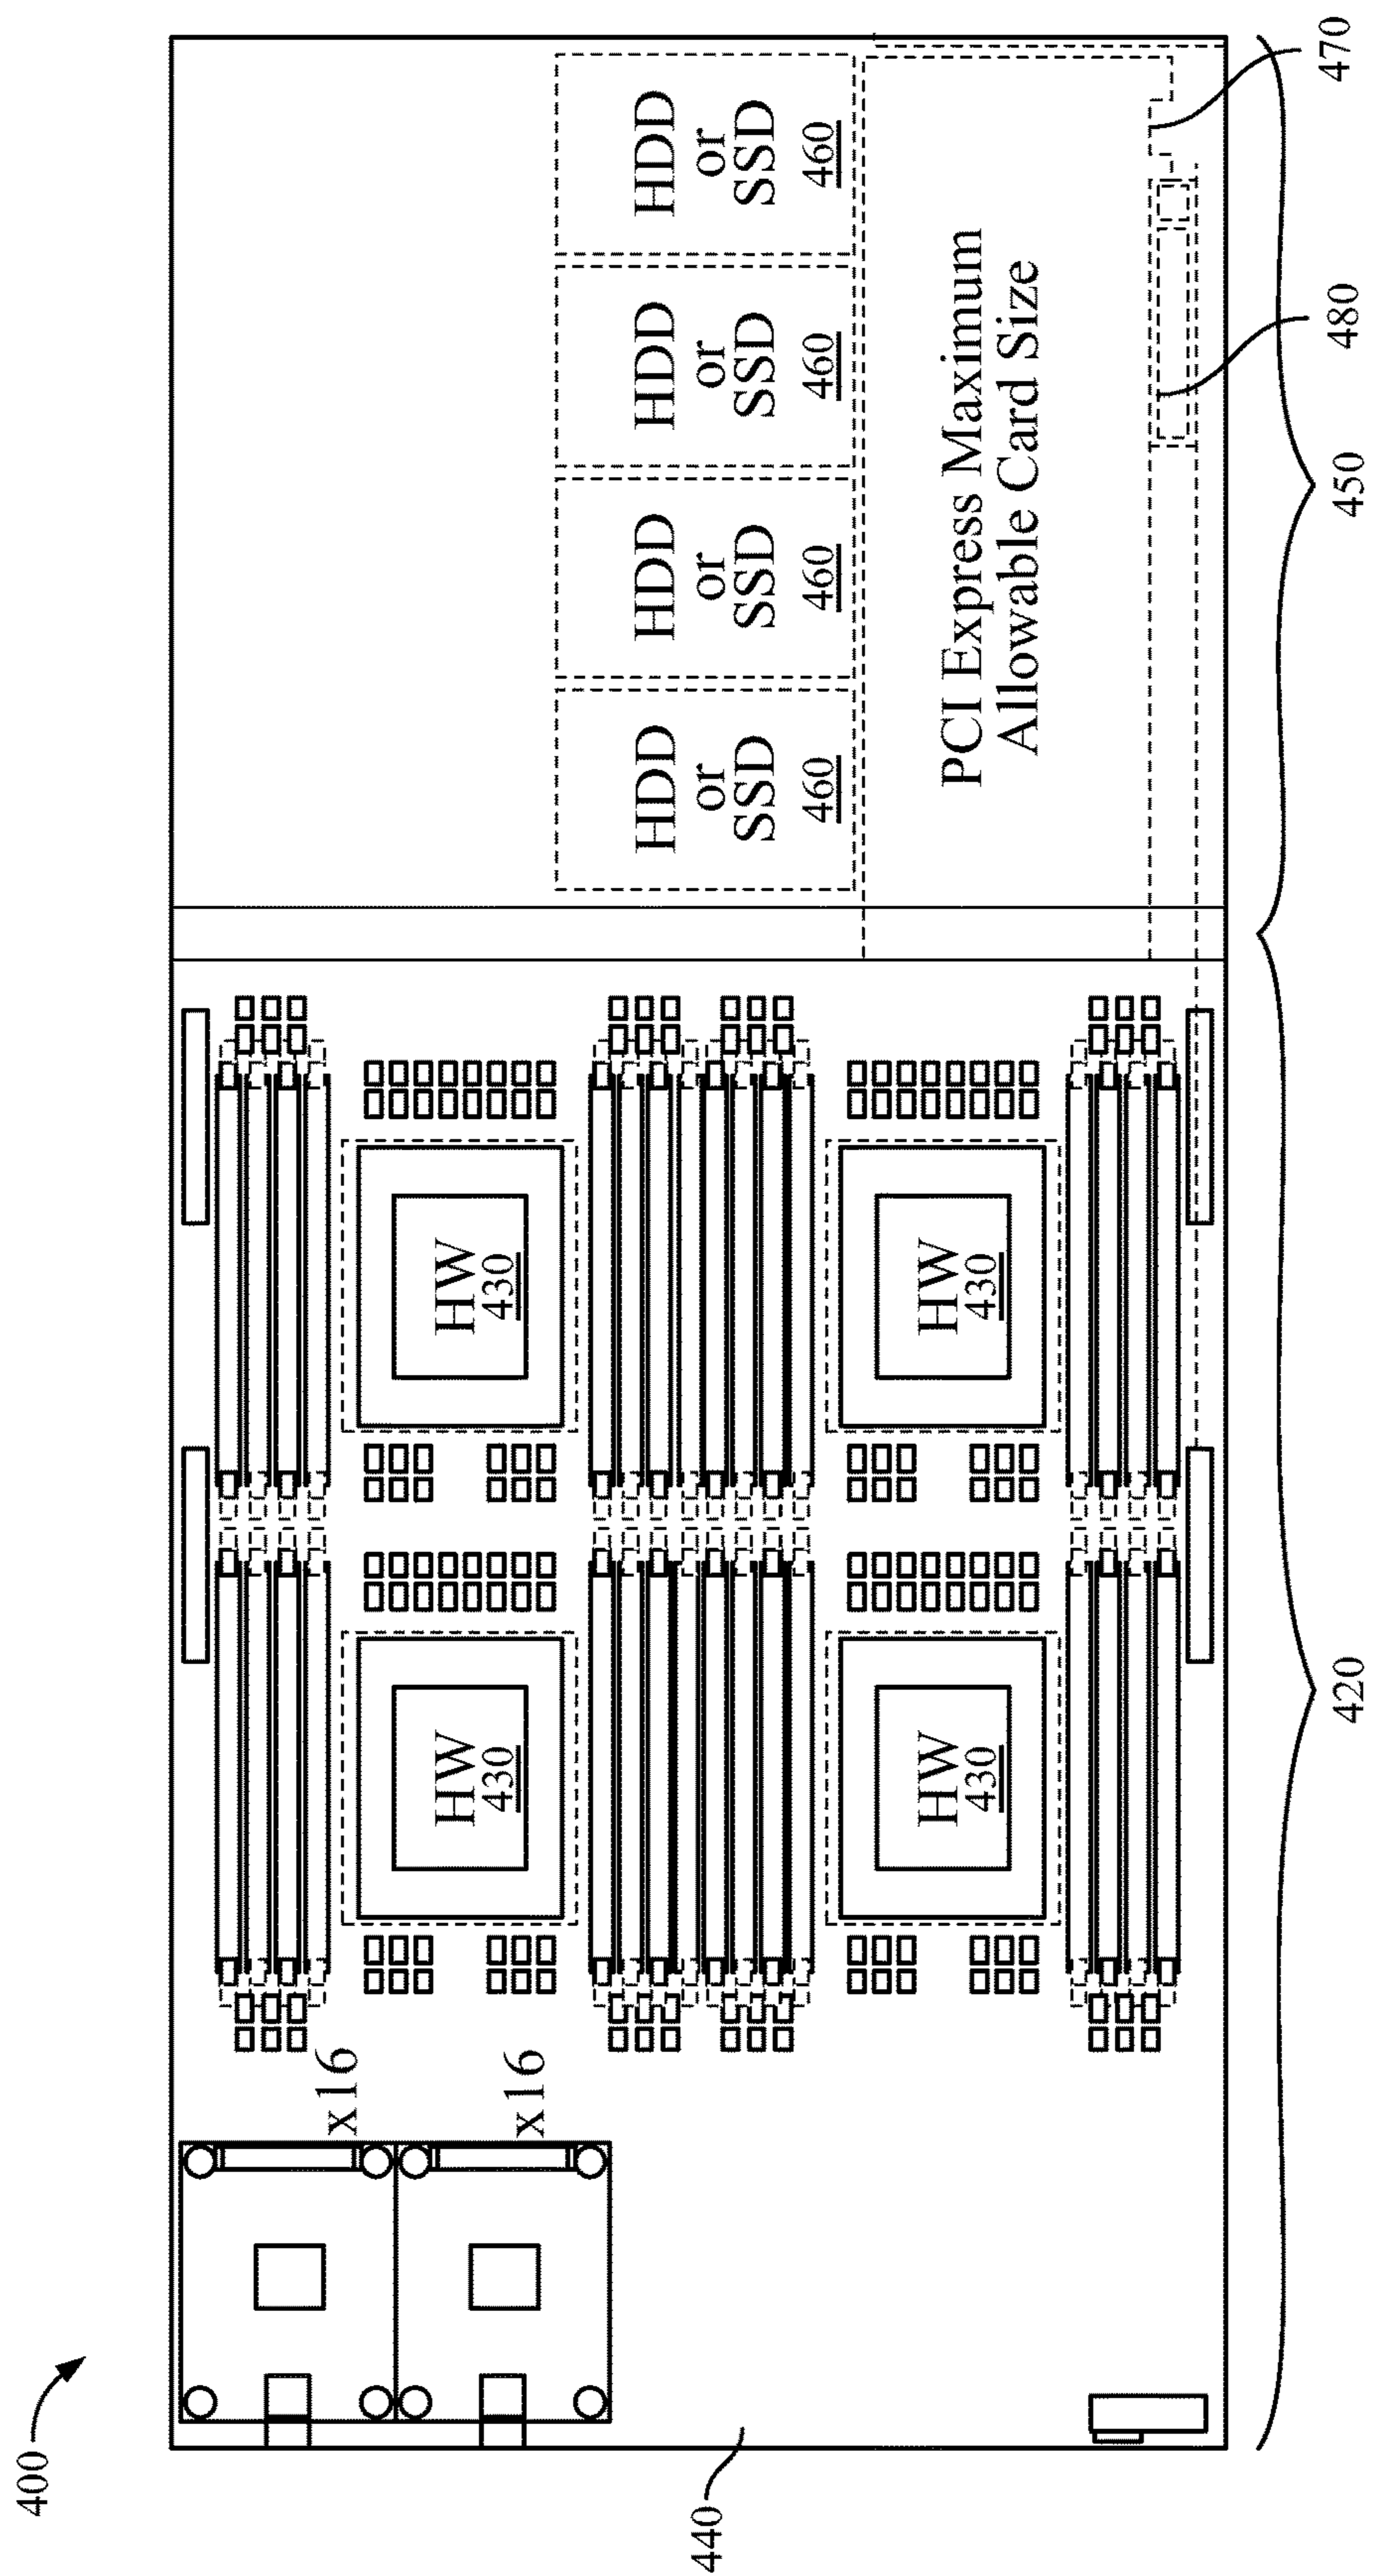 400
x16
x16
HW
430
HW
430
HW
430
HW
430
HDD
or
SSD
460
HDD
or
SSD
460
HDD
or
SSD
460
HDD
or
SSD
460
PCI Express Maximum
Allowable Card Size
440
420
450
480
470